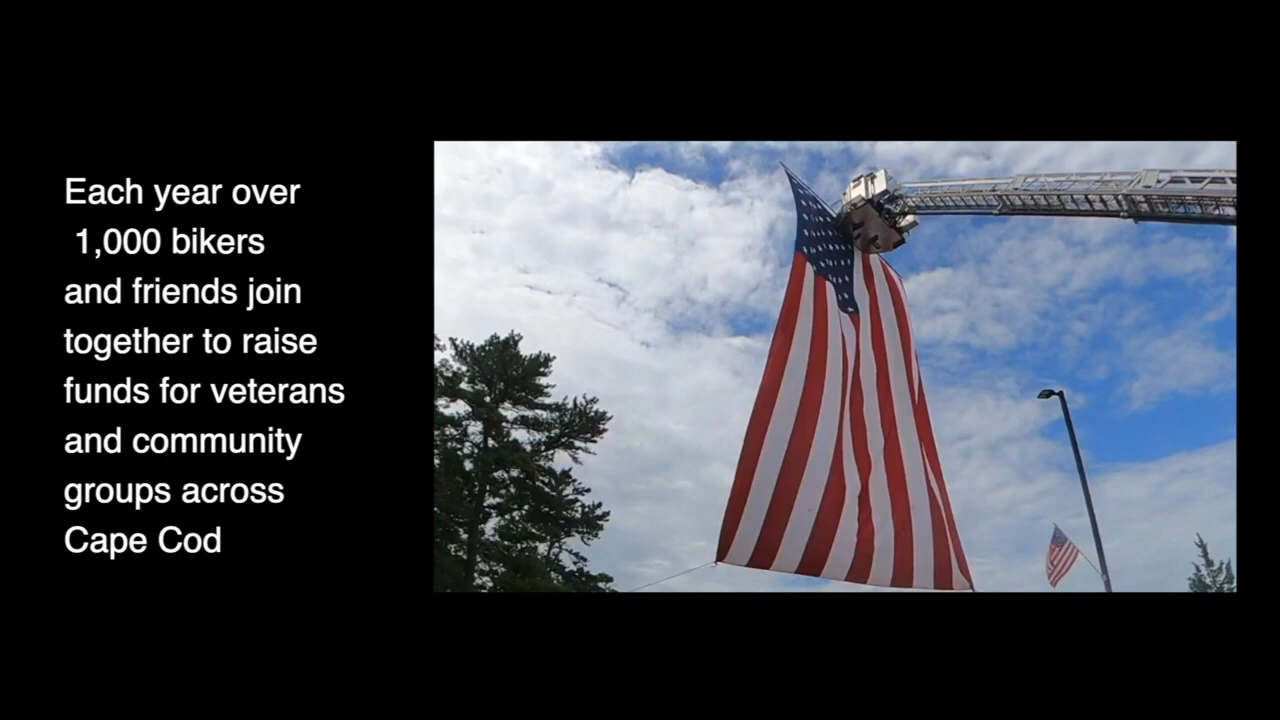 Each year over
1,000 bikers
and friends join
together to raise
funds for veterans
and community
groups across
Cape Cod